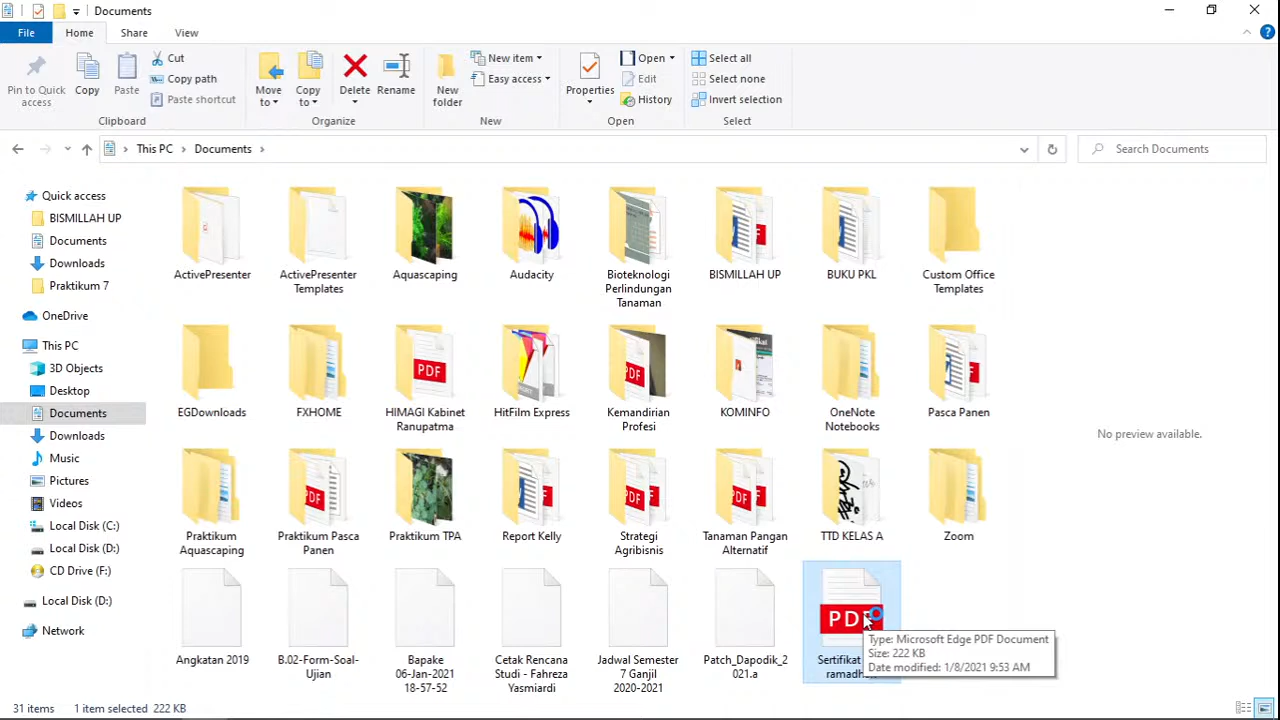 Documents
File Home Share View
Pin to Quick access
Copy
Paste
Cut
Copy path
Paste shortcut
Clipboard
Move to
Copy to
Delete
Rename
Organize
New folder
New item
Easy access
New
Properties
Open
Edit
History
Open
Select all
Select none
Invert selection
Select
This PC > Documents >
Search Documents
Quick access
BISMILLAH UP
Documents
Downloads
Praktikum 7
OneDrive
This PC
3D Objects
Desktop
Documents
Downloads
Music
Pictures
Videos
Local Disk (C:)
Local Disk (D:)
CD Drive (F:)
Local Disk (D:)
Network
ActivePresenter
ActivePresenter Templates
Aquascaping
Audacity
Bioteknologi Perlindungan Tanaman
BISMILLAH UP
BUKU PKL
Custom Office Templates
EGDownloads
FXHOME
PDF
HIMAGI Kabinet Ranupatma
HitFilm Express
PDF
Kemandirian Profesi
KOMINFO
OneNote Notebooks
Pasca Panen
Praktikum Aquascaping
PDF
Praktikum Pasca Panen
Praktikum TPA
Report Kelly
PDF
Strategi Agribisnis
PDF
Tanaman Pangan Alternatif
TTD KELAS A
Zoom
Angkatan 2019
B.02-Form-Soal-Ujian
Bapake 06-Jan-2021 18-57-52
Cetak Rencana Studi - Fahreza Yasmiardi
Jadwal Semester 7 Ganjil 2020-2021
Patch_Dapodik_2021.a
PDF
Sertifikat
Type: Microsoft Edge PDF Document
Size: 222 KB
Date modified: 1/8/2021 9:53 AM
No preview available.
31 items 1 item selected 222 KB